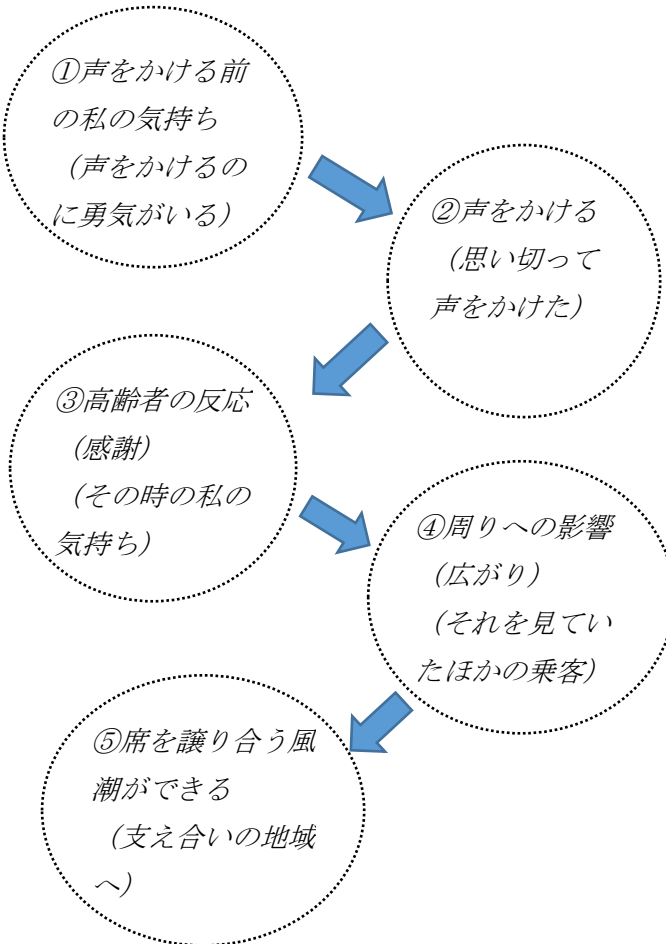 ①声をかける前
の私の気持ち
（声をかけるの
に勇気がいる）
②声をかける
（思い切って
声をかけた）
③高齢者の反応
（感謝）
（その時の私の
気持ち）
④周りへの影響
（広がり）
（それを見てい
たほかの乗客）
⑤席を譲り合う風
潮ができる
（支え合いの地域
へ）